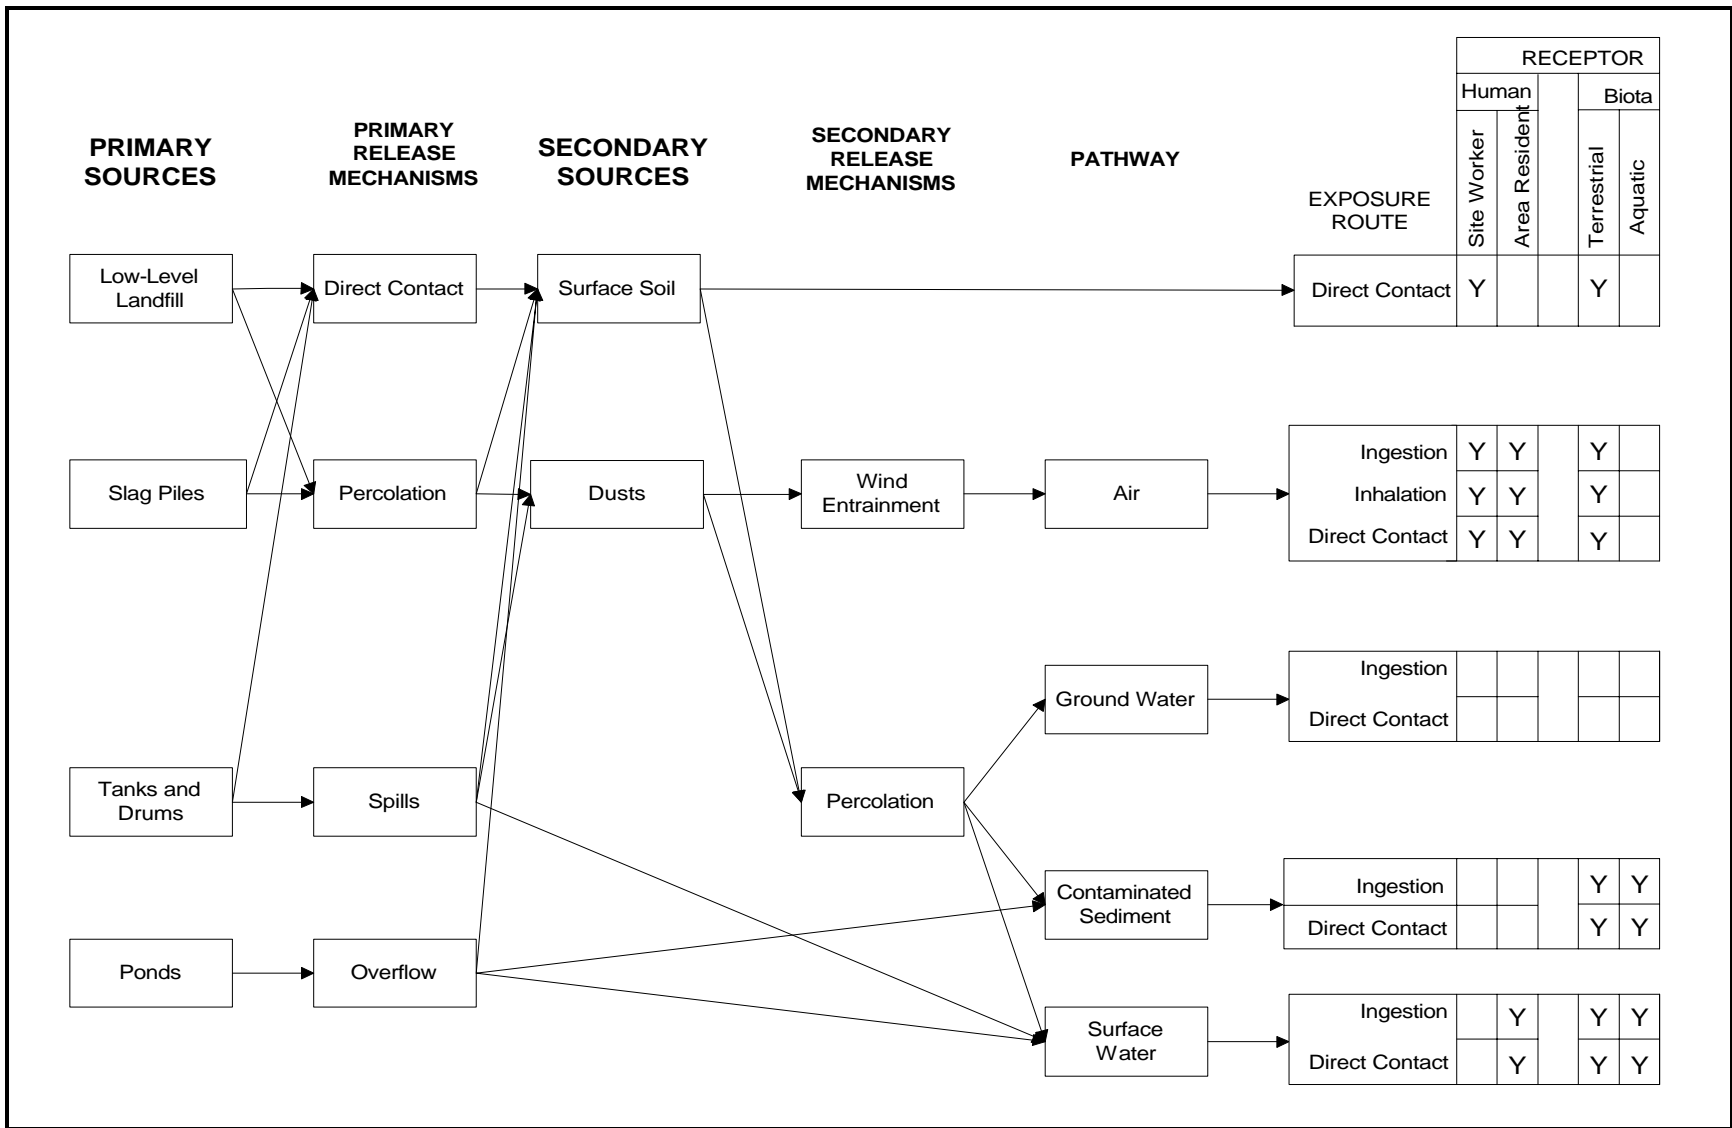 RECEPTOR
Human
Biota
Site Worker
Area Resident
Terrestrial
Aquatic
PRIMARY
SOURCES
PRIMARY
RELEASE
MECHANISMS
SECONDARY
SOURCES
SECONDARY
RELEASE
MECHANISMS
PATHWAY
EXPOSURE
ROUTE
Low-Level
Landfill
Direct Contact
Surface Soil
Direct Contact Y Y
Slag Piles
Percolation
Dusts
Wind
Entrainment
Air
Ingestion Y Y Y
Inhalation Y Y Y
Direct Contact Y Y Y
Ground Water
Ingestion
Direct Contact
Tanks and
Drums
Spills
Percolation
Contaminated
Sediment
Ingestion Y Y
Direct Contact Y Y
Ponds
Overflow
Surface
Water
Ingestion Y Y Y
Direct Contact Y Y Y